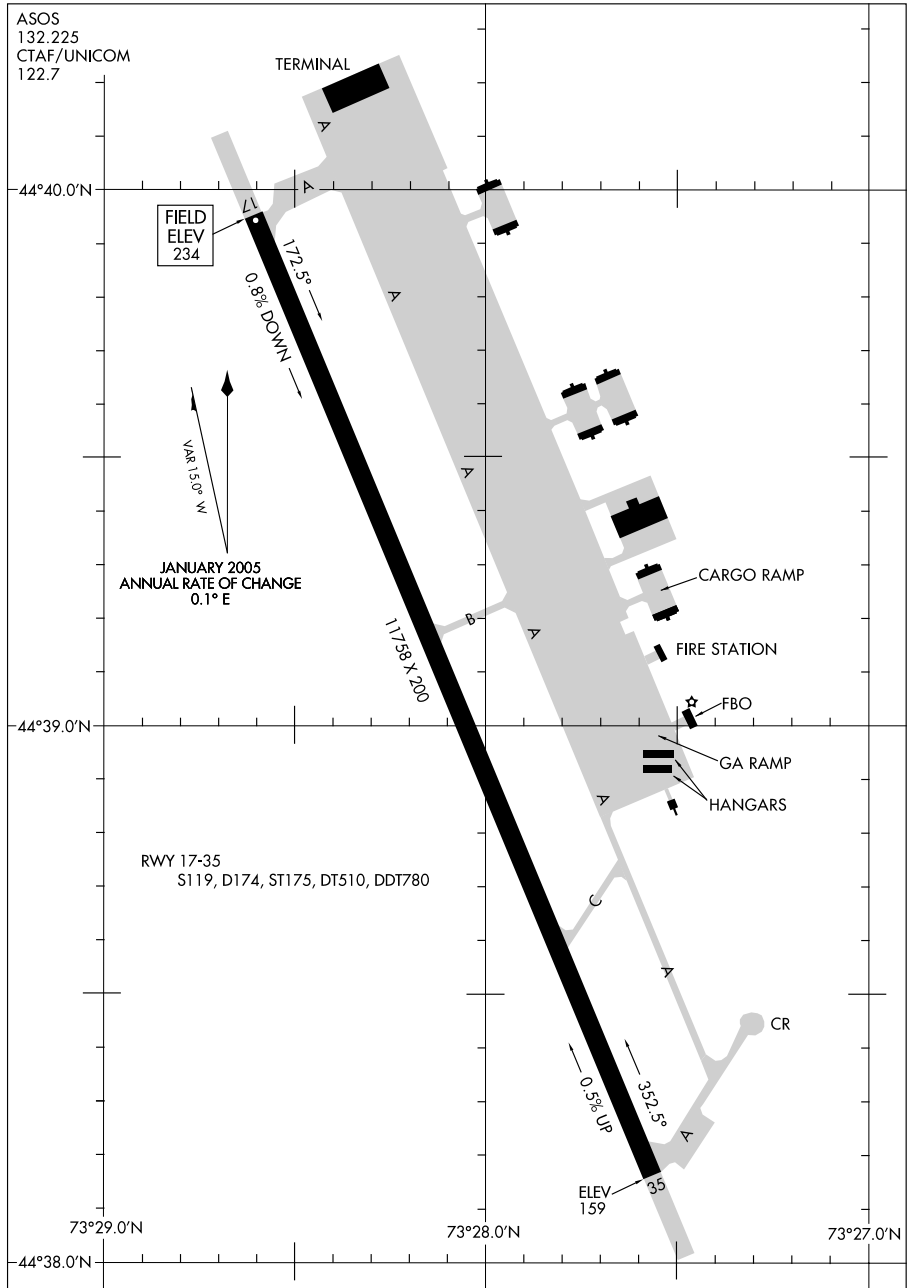 ASOS
132.225
CTAF/UNICOM
122.7
TERMINAL
A
A
44°40.0'N
17
FIELD
ELEV
234
172.5°
0.8% DOWN
A
VAR 15.0° W
A
JANUARY 2005
ANNUAL RATE OF CHANGE
0.1° E
CARGO RAMP
B
A
11758 X 200
FIRE STATION
FBO
44°39.0'N
GA RAMP
A
HANGARS
RWY 17-35
S119, D174, ST175, DT510, DDT780
C
A
CR
0.5% UP
352.5°
A
ELEV
159
35
73°29.0'N
73°28.0'N
73°27.0'N
44°38.0'N